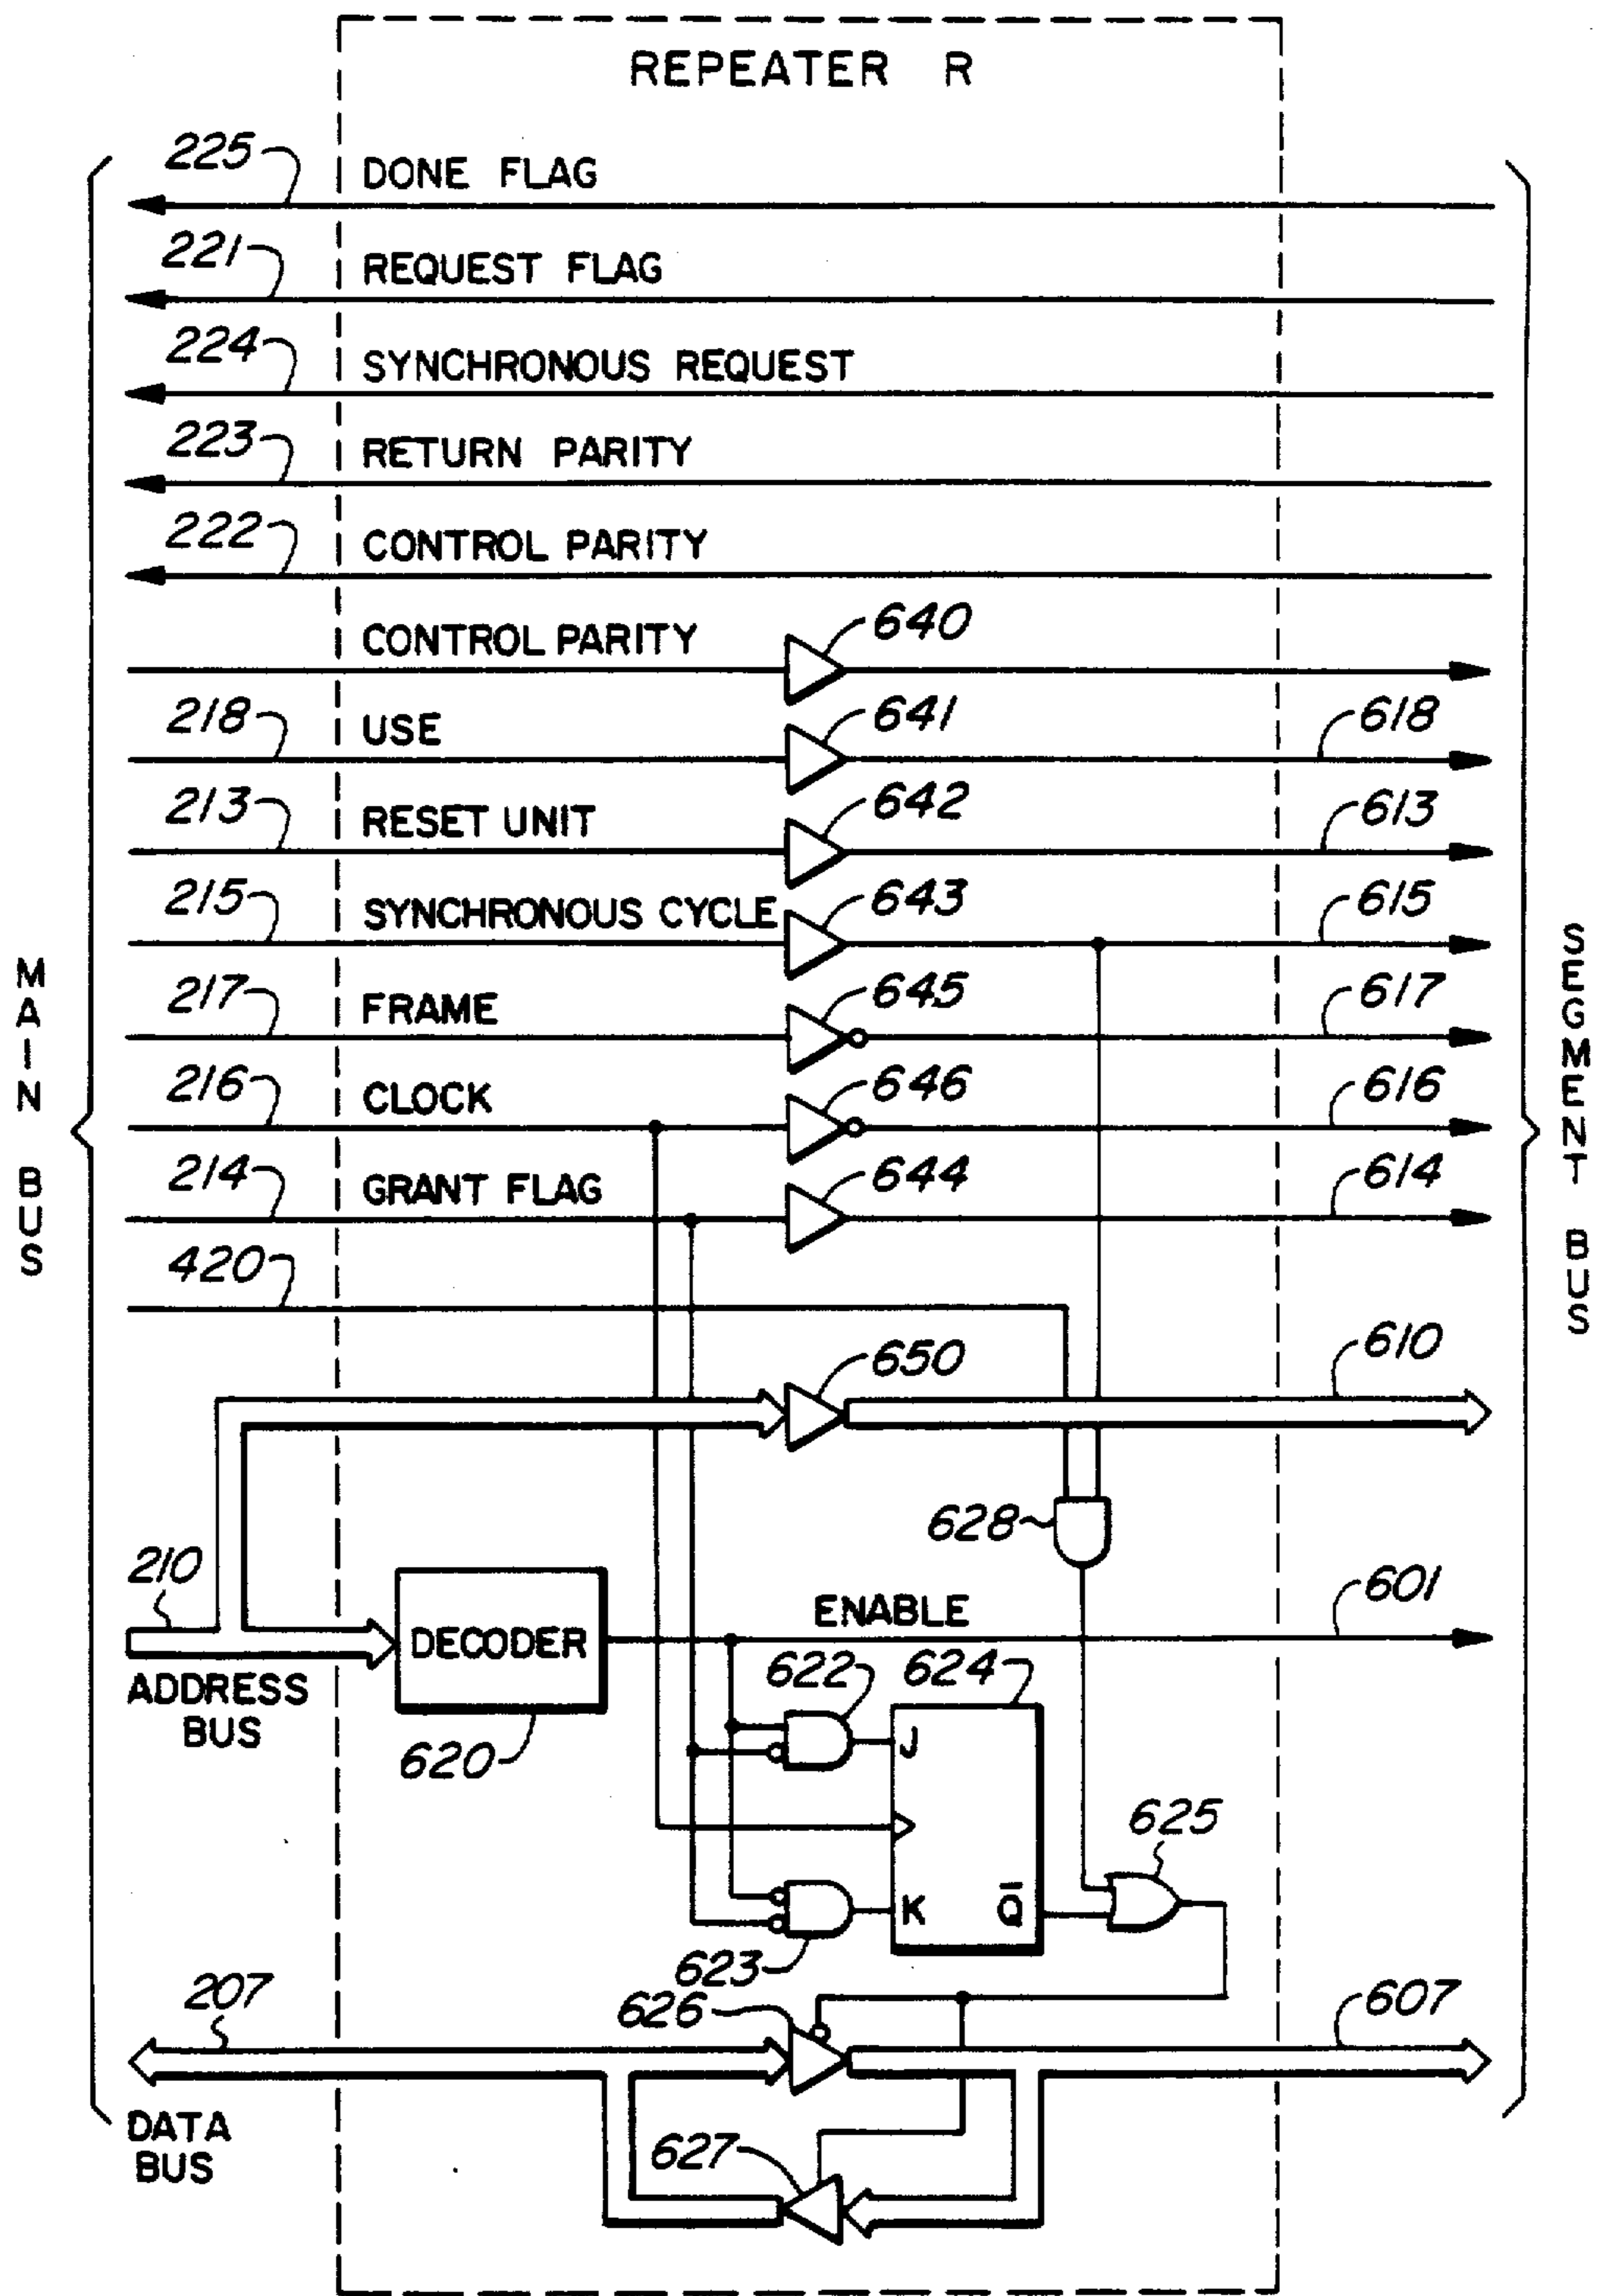 REPEATER R
225
DONE FLAG
221
REQUEST FLAG
224
SYNCHRONOUS REQUEST
223
RETURN PARITY
222
CONTROL PARITY
CONTROL PARITY
640
218
USE
641
618
213
RESET UNIT
642
613
215
SYNCHRONOUS CYCLE
643
615
217
FRAME
645
617
216
CLOCK
646
616
214
GRANT FLAG
644
614
420
MAIN BUS
SEGMENT BUS
650
610
628
210
DECODER
ENABLE
601
ADDRESS
BUS
620
622
624
J
625
K
Q̅
623
207
626
607
DATA
BUS
627